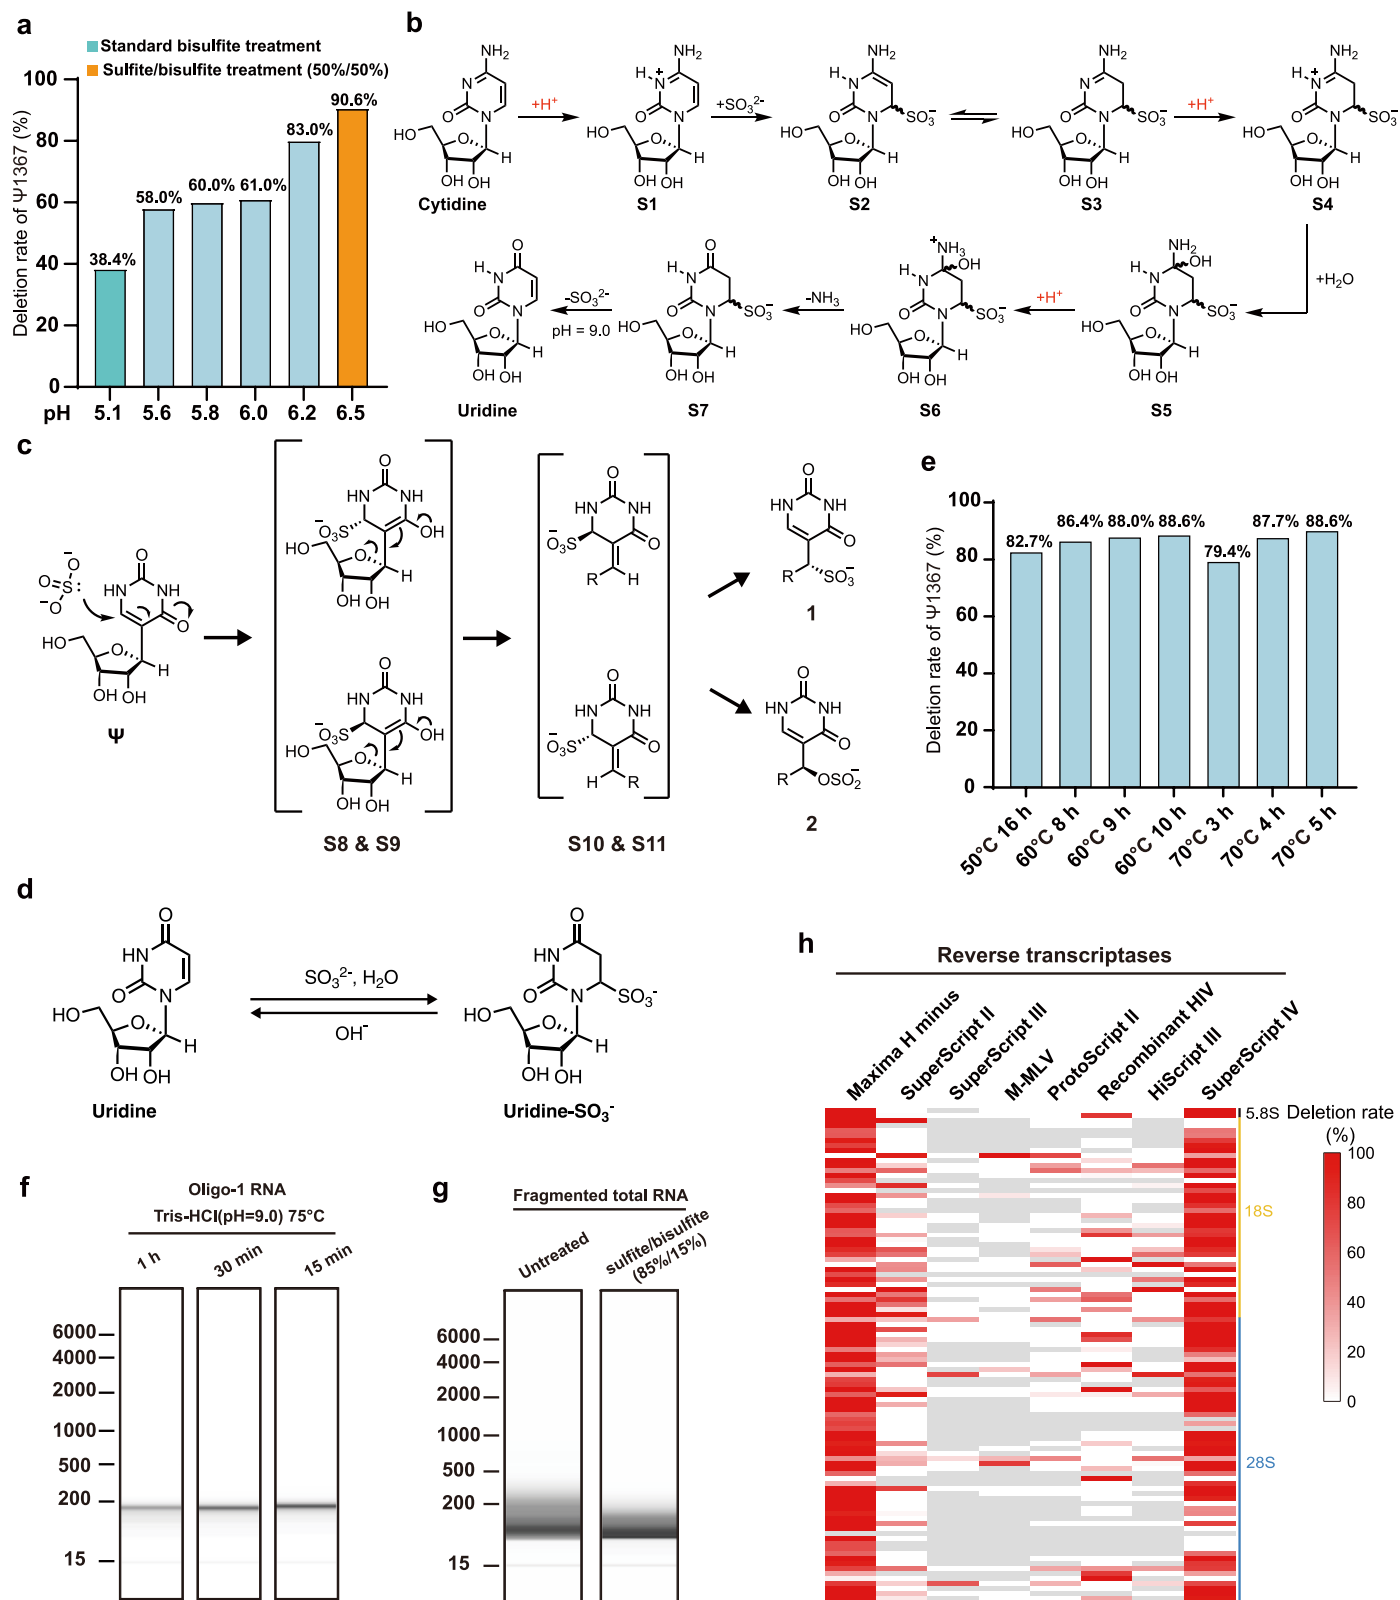 a
Standard bisulfite treatment
Sulfite/bisulfite treatment (50%/50%)
Deletion rate of Ψ1367 (%)
100
80
60
40
20
0
38.4%
58.0%
60.0%
61.0%
83.0%
90.6%
pH 5.1 5.6 5.8 6.0 6.2 6.5
b
Cytidine
+H⁺
S1
+SO₃²⁻
S2
S3
+H⁺
S4
+H₂O
S5
+H⁺
S6
-NH₃
S7
-SO₃²⁻
pH = 9.0
Uridine
c
Ψ
S8 & S9
S10 & S11
1
2
d
Uridine
SO₃²⁻, H₂O
OH⁻
Uridine-SO₃⁻
e
Deletion rate of Ψ1367 (%)
100
80
60
40
20
0
82.7%
86.4%
88.0%
88.6%
79.4%
87.7%
88.6%
50°C 16 h
60°C 8 h
60°C 9 h
60°C 10 h
70°C 3 h
70°C 4 h
70°C 5 h
f
Oligo-1 RNA
Tris-HCl(pH=9.0) 75°C
1 h
30 min
15 min
6000
4000
2000
1000
500
200
15
g
Fragmented total RNA
Untreated
sulfite/bisulfite
(85%/15%)
6000
4000
2000
1000
500
200
15
h
Reverse transcriptases
Maxima H minus
SuperScript II
SuperScript III
M-MLV
ProtoScript II
Recombinant HIV
HiScript III
SuperScript IV
5.8S
18S
28S
Deletion rate
(%)
100
80
60
40
20
0